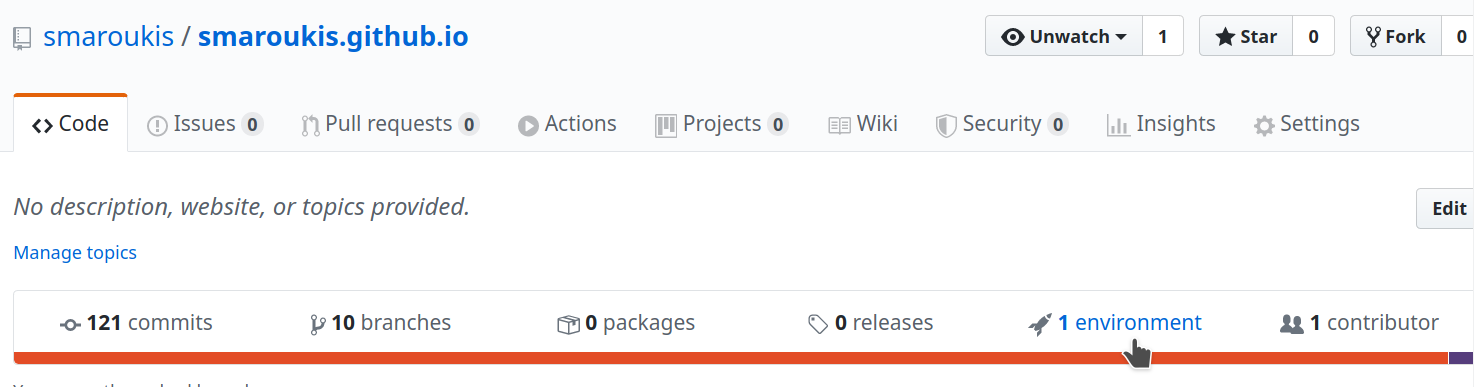 smaroukis / smaroukis.github.io Unwatch 1 Star 0 Fork 0
Code Issues 0 Pull requests 0 Actions Projects 0 Wiki Security 0 Insights Settings
No description, website, or topics provided. Edit
Manage topics
121 commits 10 branches 0 packages 0 releases 1 environment 1 contributor